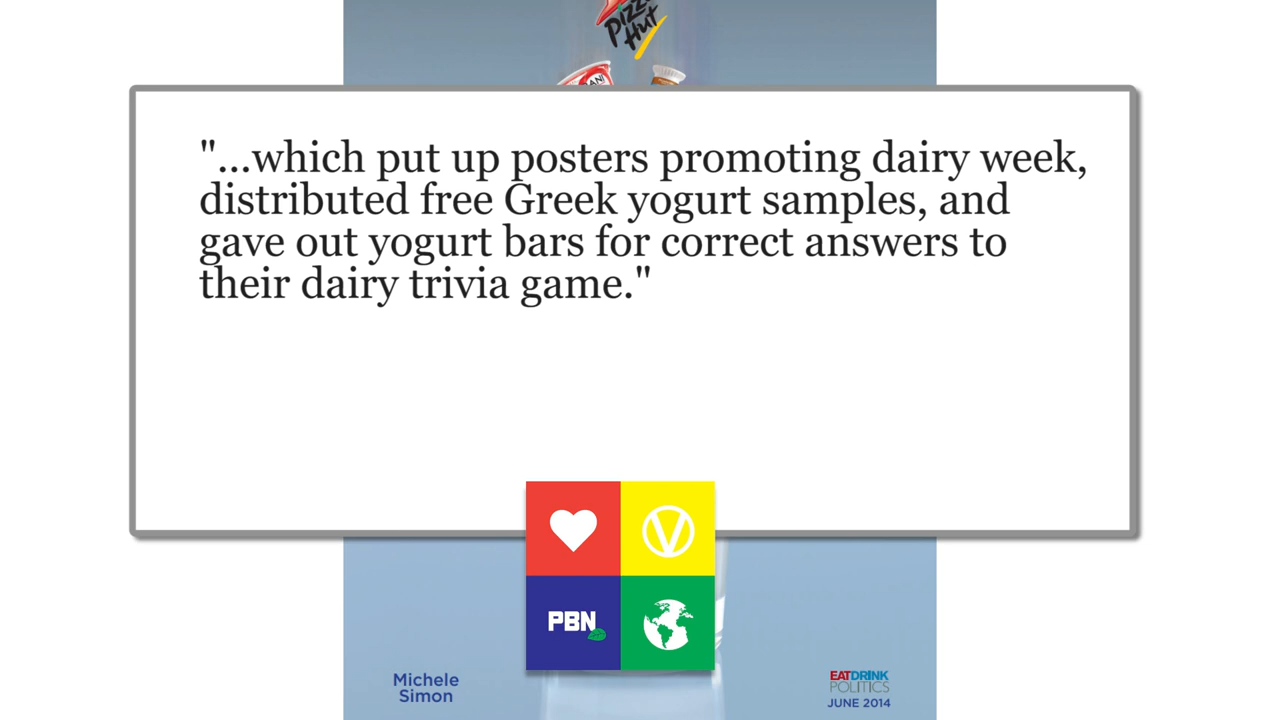 Pizza
Hut
"...which put up posters promoting dairy week,
distributed free Greek yogurt samples, and
gave out yogurt bars for correct answers to
their dairy trivia game."
V
PBN
Michele
Simon
EATDRINK
POLITICS
JUNE 2014